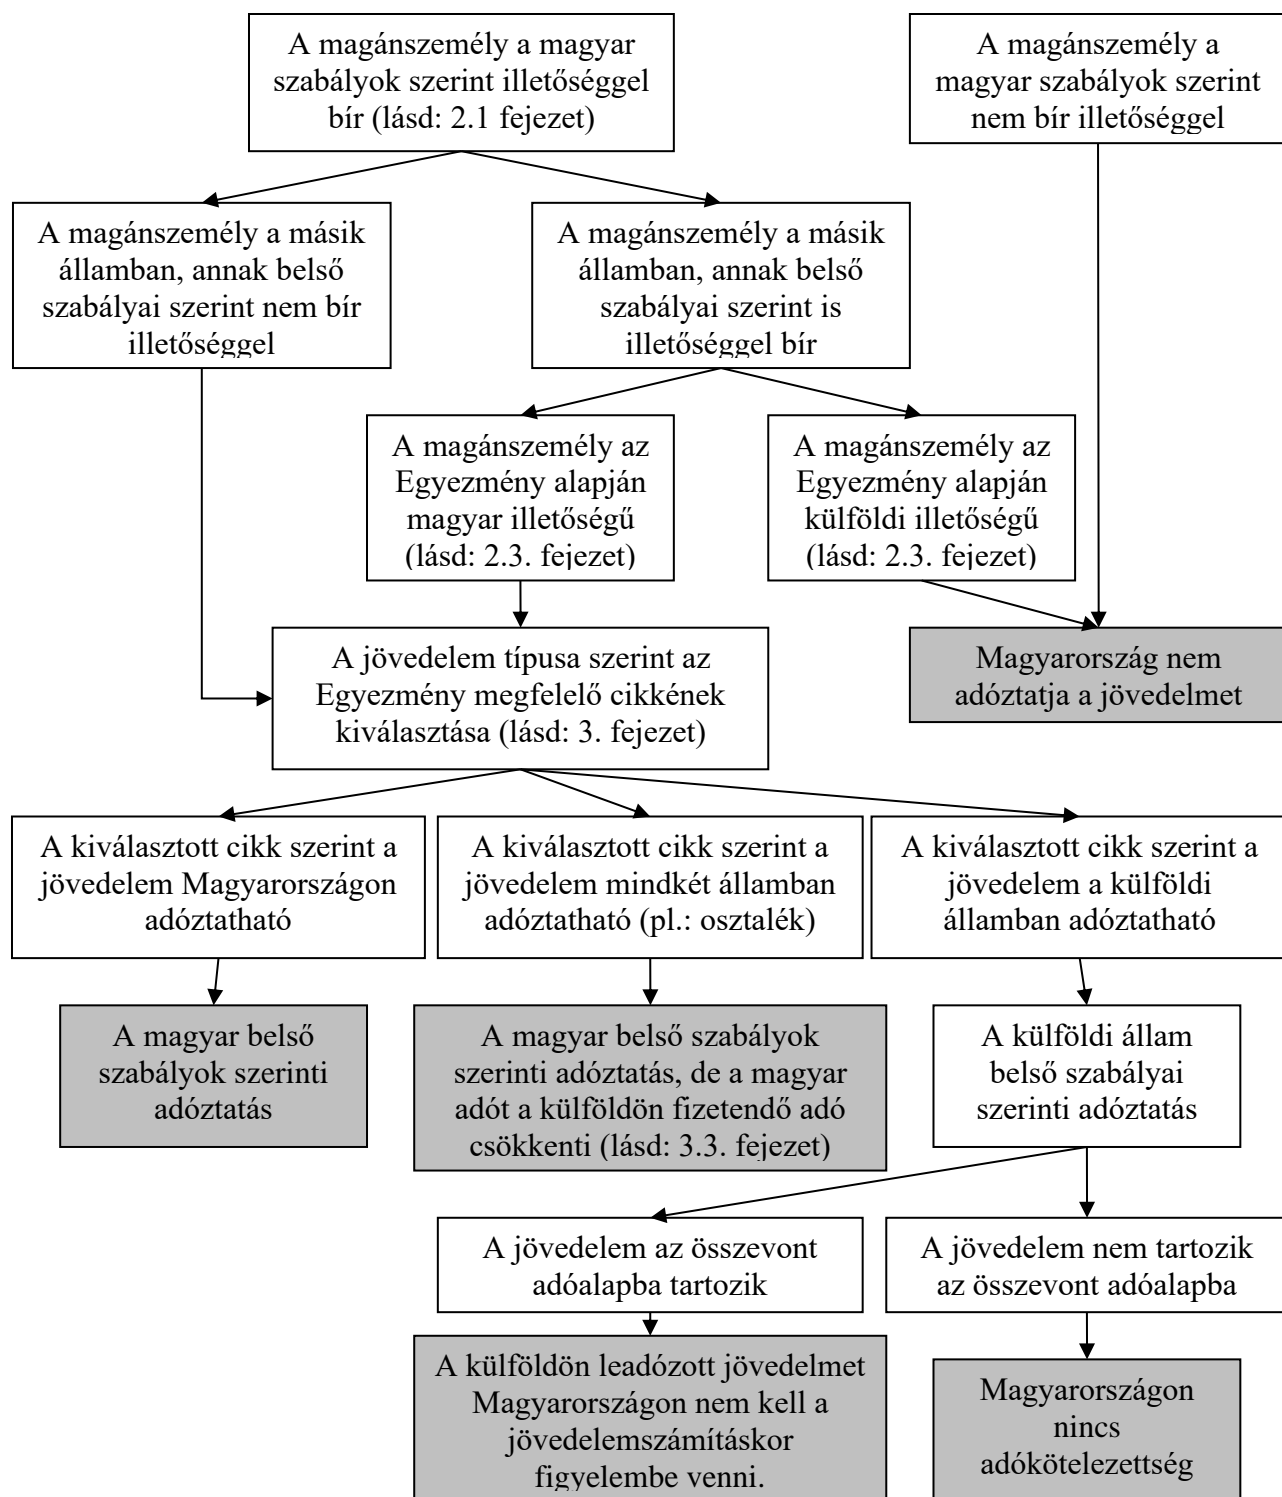 A magánszemély a magyar
szabályok szerint illetőséggel
bír (lásd: 2.1 fejezet)
A magánszemély a
magyar szabályok szerint
nem bír illetőséggel
A magánszemély a másik
államban, annak belső
szabályai szerint nem bír
illetőséggel
A magánszemély a másik
államban, annak belső
szabályai szerint is
illetőséggel bír
A magánszemély az
Egyezmény alapján
magyar illetőségű
(lásd: 2.3. fejezet)
A magánszemély az
Egyezmény alapján
külföldi illetőségű
(lásd: 2.3. fejezet)
A jövedelem típusa szerint az
Egyezmény megfelelő cikkének
kiválasztása (lásd: 3. fejezet)
Magyarország nem
adóztatja a jövedelmet
A kiválasztott cikk szerint a
jövedelem Magyarországon
adóztatható
A kiválasztott cikk szerint a
jövedelem mindkét államban
adóztatható (pl.: osztalék)
A kiválasztott cikk szerint a
jövedelem a külföldi
államban adóztatható
A magyar belső
szabályok szerinti
adóztatás
A magyar belső szabályok
szerinti adóztatás, de a magyar
adót a külföldön fizetendő adó
csökkenti (lásd: 3.3. fejezet)
A külföldi állam
belső szabályai
szerinti adóztatás
A jövedelem az összevont
adóalapba tartozik
A jövedelem nem tartozik
az összevont adóalapba
A külföldön leadózott jövedelmet
Magyarországon nem kell a
jövedelemszámításkor
figyelembe venni.
Magyarországon
nincs
adókötelezettség